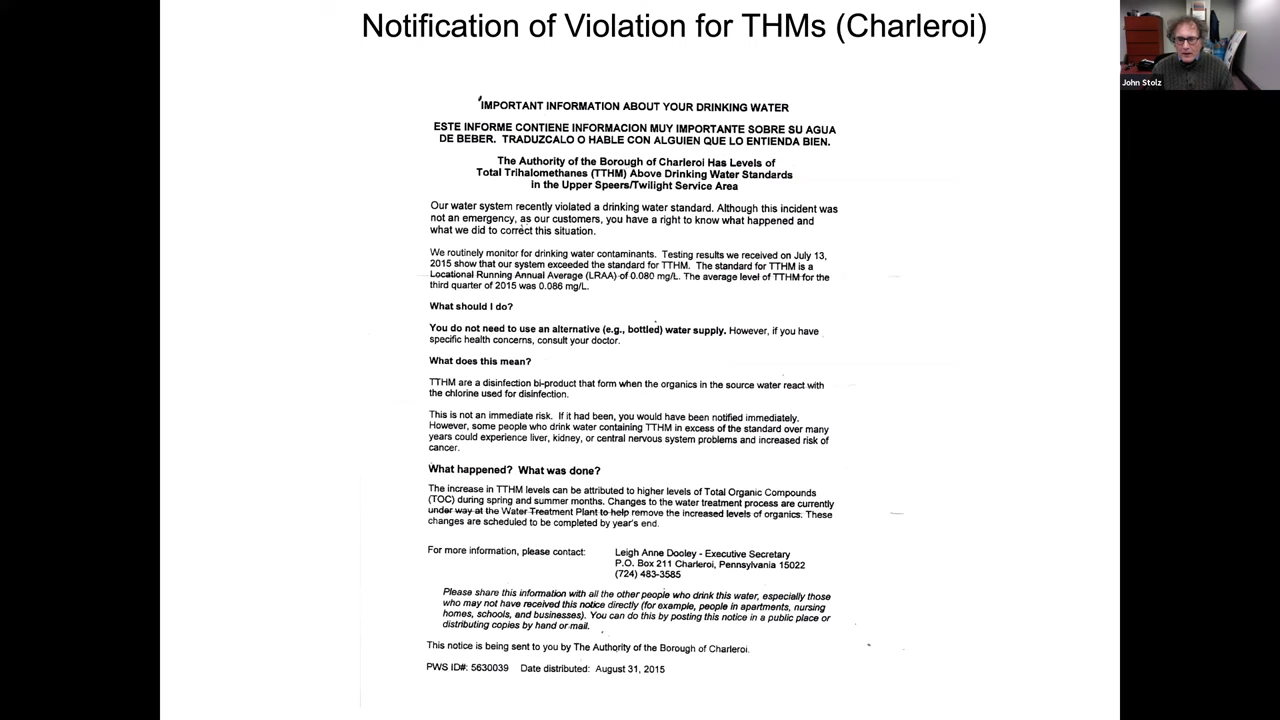 Notification of Violation for THMs (Charleroi)
John Stolz
IMPORTANT INFORMATION ABOUT YOUR DRINKING WATER
ESTE INFORME CONTIENE INFORMACION MUY IMPORTANTE SOBRE SU AGUA
DE BEBER. TRADUZCALO O HABLE CON ALGUIEN QUE LO ENTIENDA BIEN.
The Authority of the Borough of Charleroi Has Levels of
Total Trihalomethanes (TTHM) Above Drinking Water Standards
in the Upper Speers/Twilight Service Area
Our water system recently violated a drinking water standard. Although this incident was
not an emergency, as our customers, you have a right to know what happened and
what we did to correct this situation.
We routinely monitor for drinking water contaminants. Testing results we received on July 13,
2015 show that our system exceeded the standard for TTHM. The standard for TTHM is a
Locational Running Annual Average (LRAA) of 0.080 mg/L. The average level of TTHM for the
third quarter of 2015 was 0.086 mg/L.
What should I do?
You do not need to use an alternative (e.g., bottled) water supply. However, if you have
specific health concerns, consult your doctor.
What does this mean?
TTHM are a disinfection bi-product that form when the organics in the source water react with
the chlorine used for disinfection.
This is not an immediate risk. If it had been, you would have been notified immediately.
However, some people who drink water containing TTHM in excess of the standard over many
years could experience liver, kidney, or central nervous system problems and increased risk of
cancer.
What happened? What was done?
The increase in TTHM levels can be attributed to higher levels of Total Organic Compounds
(TOC) during spring and summer months. Changes to the water treatment process are currently
under way at the Water Treatment Plant to help remove the increased levels of organics. These
changes are scheduled to be completed by year's end.
For more information, please contact: Leigh Anne Dooley - Executive Secretary
P.O. Box 211 Charleroi, Pennsylvania 15022
(724) 483-3585
Please share this information with all the other people who drink this water, especially those
who may not have received this notice directly (for example, people in apartments, nursing
homes, schools, and businesses). You can do this by posting this notice in a public place or
distributing copies by hand or mail.
This notice is being sent to you by The Authority of the Borough of Charleroi.
PWS ID#: 5630039 Date distributed: August 31, 2015